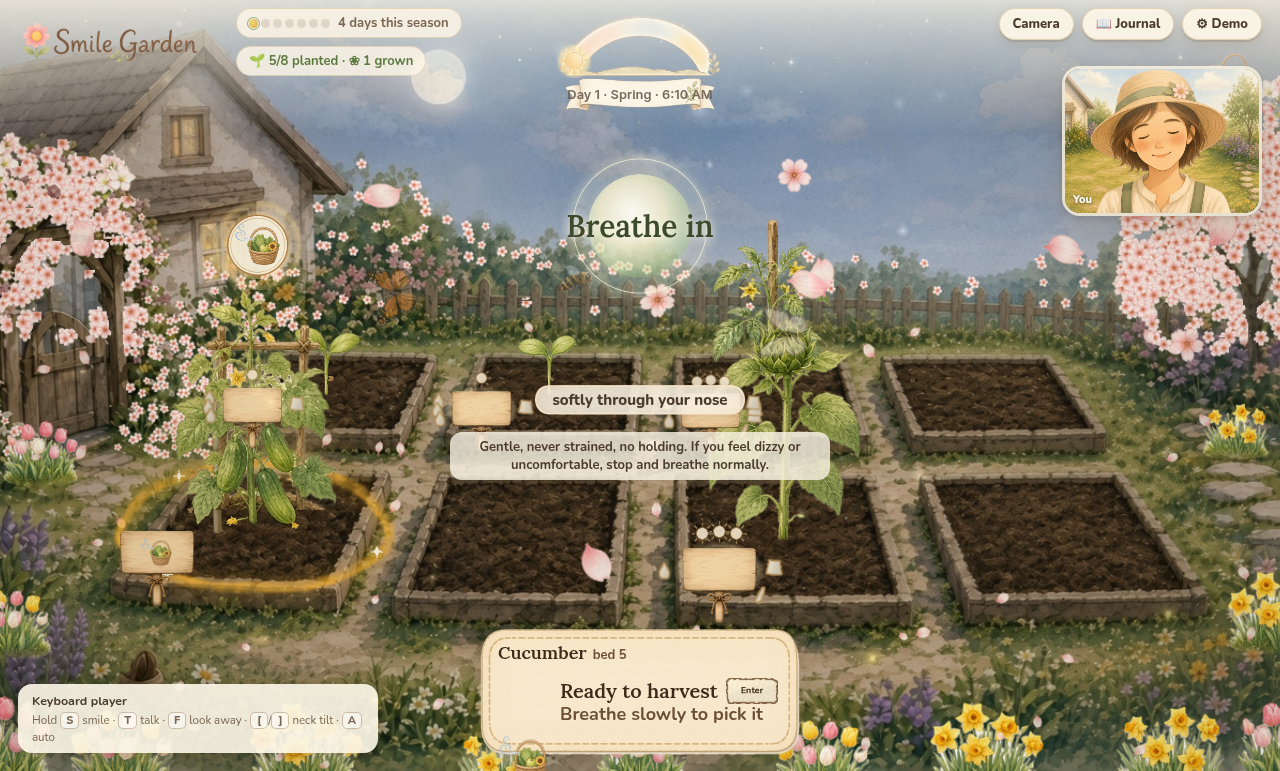 Smile Garden
4 days this season
5/8 planted · 1 grown
Day 1 · Spring · 6:10 AM
Camera
Journal
Demo
You
Breathe in
softly through your nose
Gentle, never strained, no holding. If you feel dizzy or
uncomfortable, stop and breathe normally.
Cucumber bed 5
Ready to harvest Enter
Breathe slowly to pick it
Keyboard player
Hold S smile · T talk · F look away · [ / ] neck tilt · A
auto